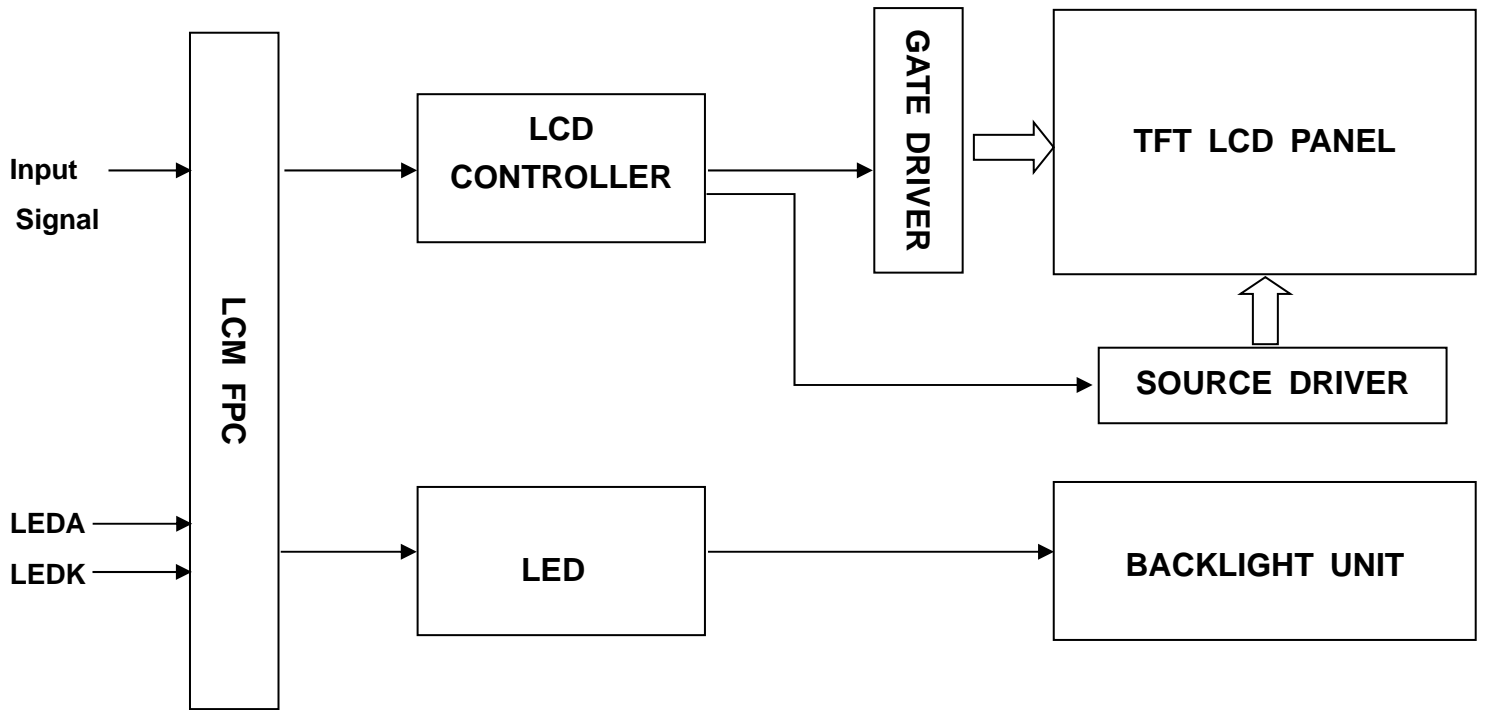 GATE DRIVER
LCD
CONTROLLER
TFT LCD PANEL
Input
Signal
LCM FPC
SOURCE DRIVER
LEDA
LEDK
LED
BACKLIGHT UNIT